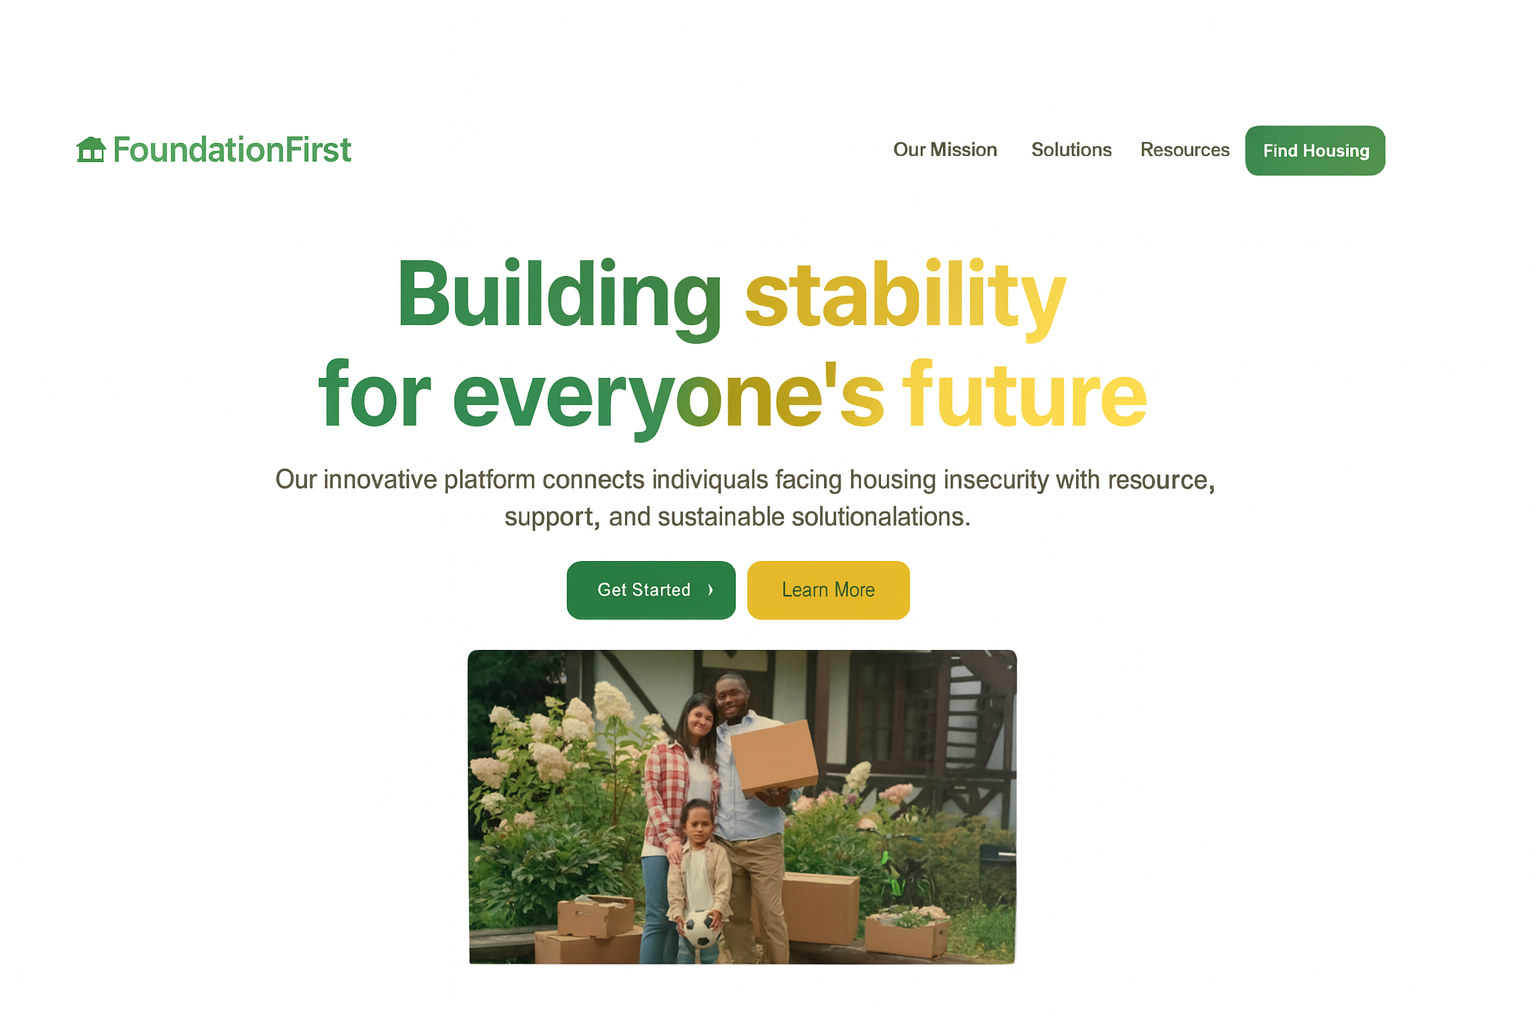 FoundationFirst
Our Mission Solutions Resources Find Housing
Building stability
for everyone's future
Our innovative platform connects indiviquals facing housing insecurity with resource,
support, and sustainable solutionalations.
Get Started Learn More